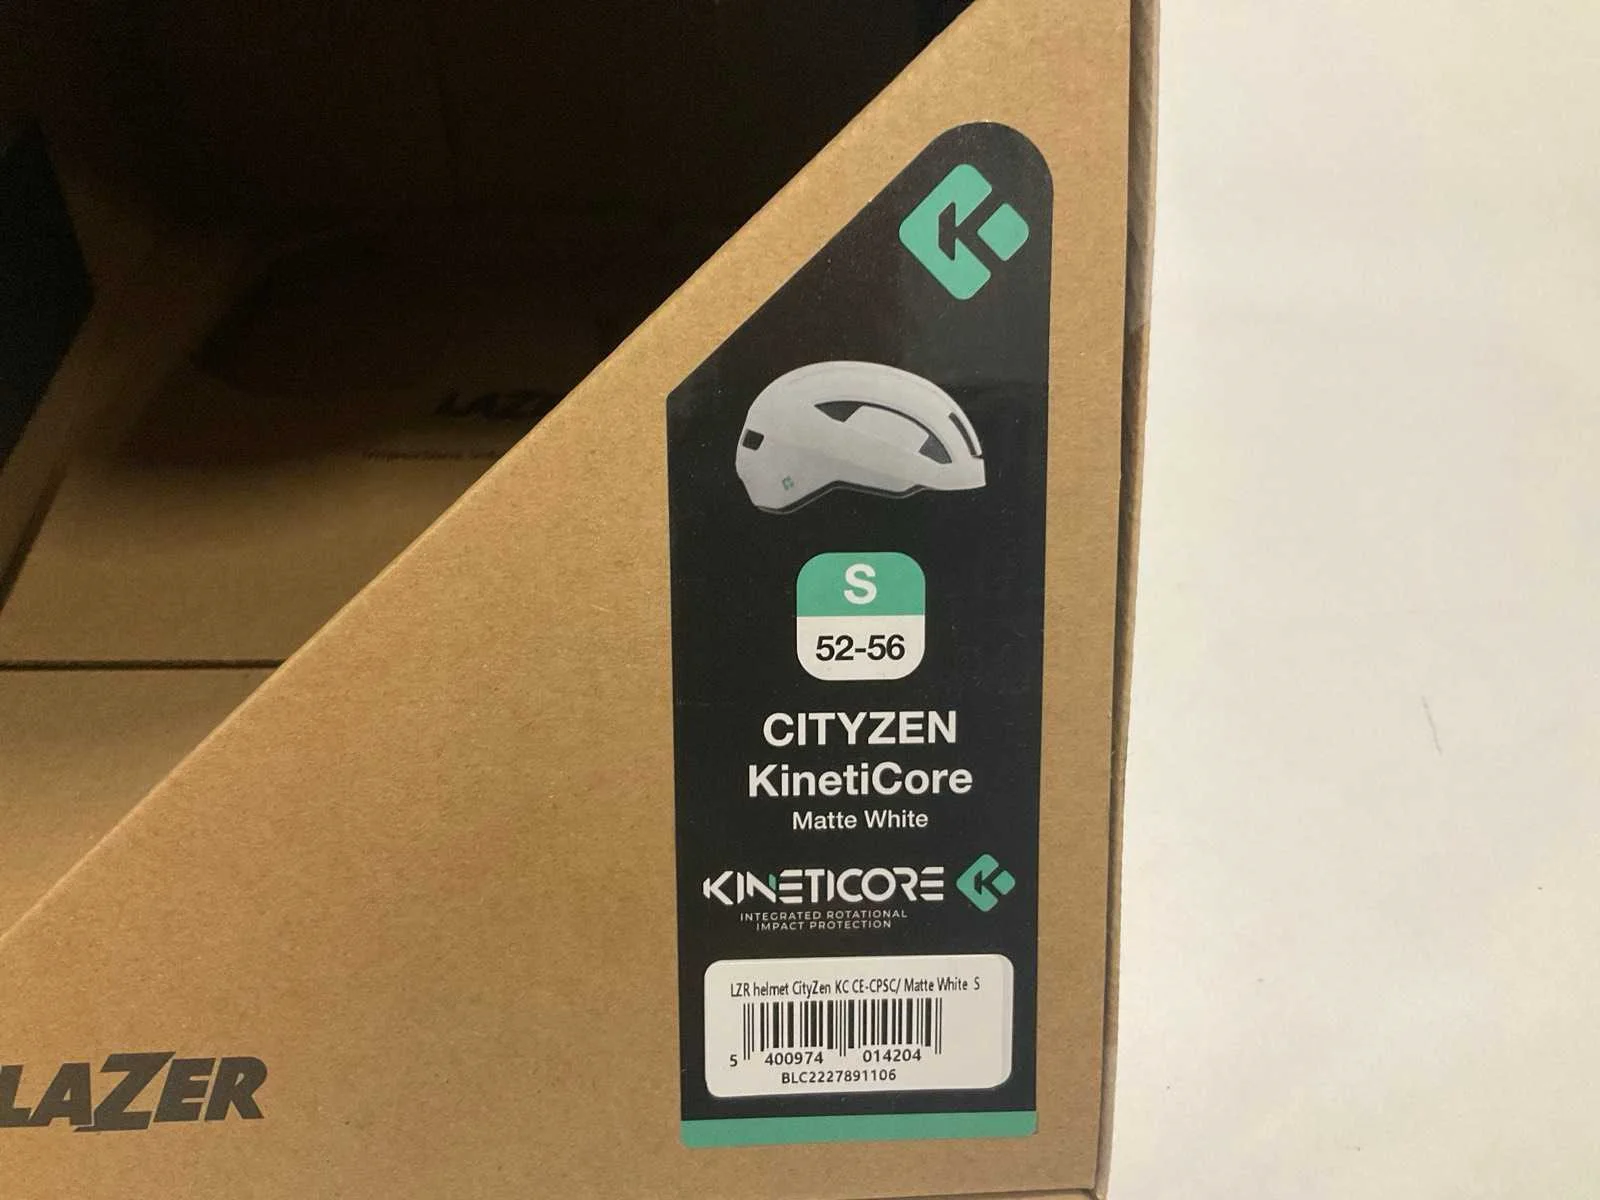 S
52-56
CITYZEN
KinetiCore
Matte White
KINETICORE
INTEGRATED ROTATIONAL
IMPACT PROTECTION
LZR helmet CityZen KC CE-CPSC/ Matte White S
5 400974 014204
BLC2227891106
LAZER